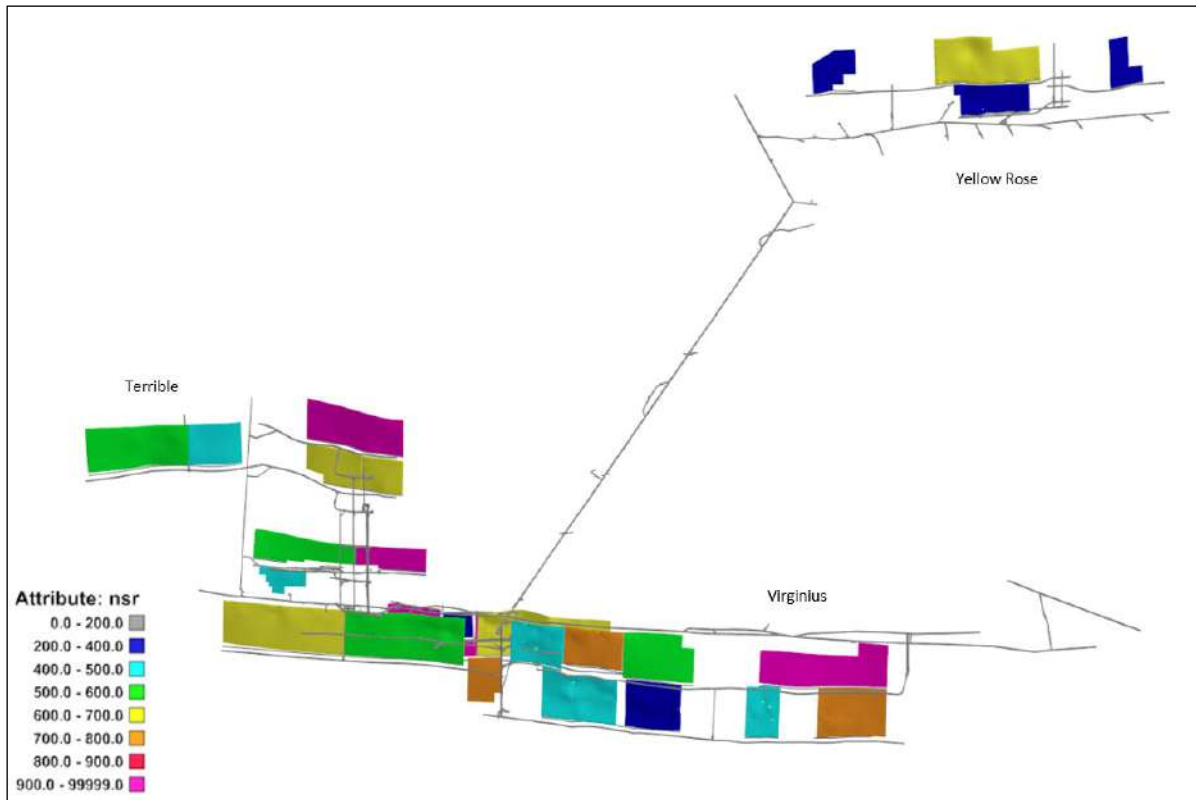 Yellow Rose
Terrible
Virginius
Attribute: nsr
0.0 - 200.0
200.0 - 400.0
400.0 - 500.0
500.0 - 600.0
600.0 - 700.0
700.0 - 800.0
800.0 - 900.0
900.0 - 99999.0